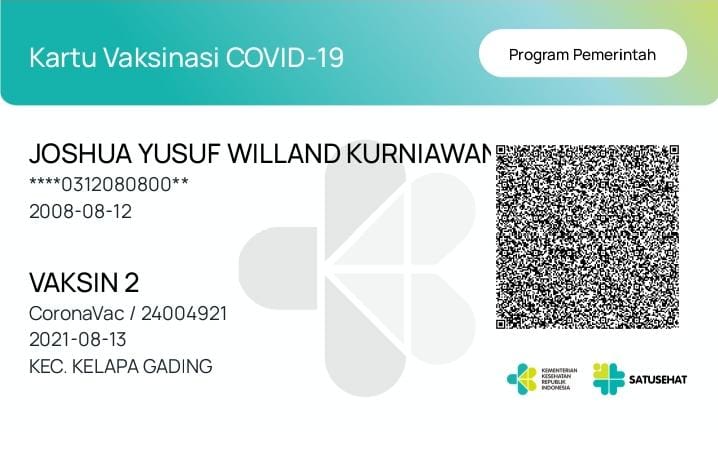 Kartu Vaksinasi COVID-19
Program Pemerintah
JOSHUA YUSUF WILLAND KURNIAWAN
****0312080800**
2008-08-12
VAKSIN 2
CoronaVac / 24004921
2021-08-13
KEC. KELAPA GADING
KEMENTERIAN
KESEHATAN
REPUBLIK
INDONESIA
SATUSEHAT